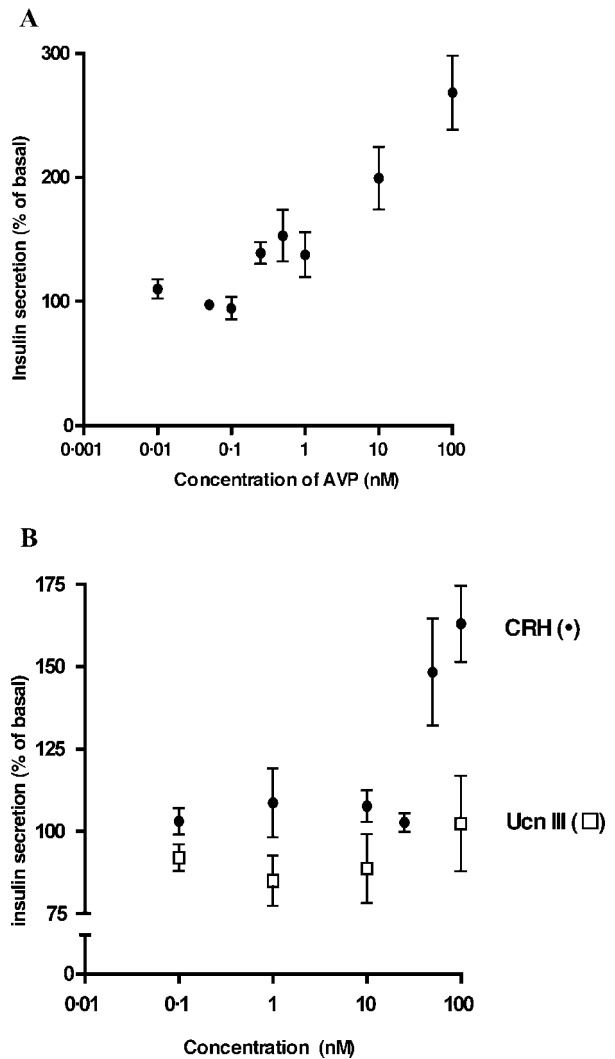 A
300
200
100
0
Insulin secretion (% of basal)
0·001 0·01 0·1 1 10 100
Concentration of AVP (nM)
B
175
150
125
100
75
0
insulin secretion (% of basal)
CRH (•)
Ucn III (□)
0·01 0·1 1 10 100
Concentration (nM)